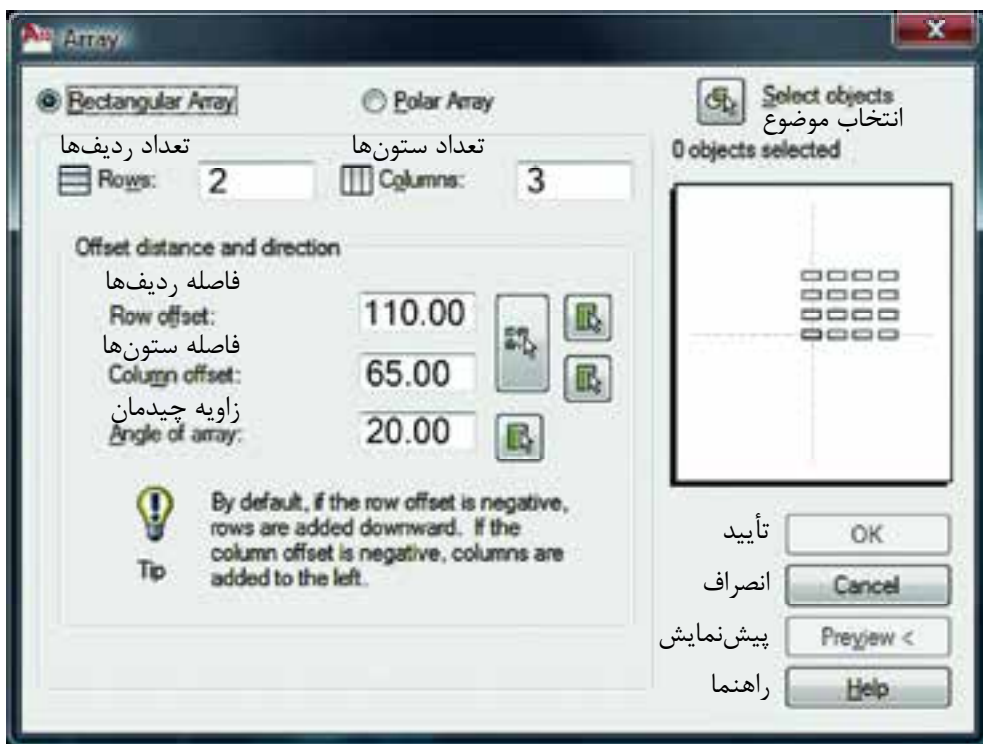 Array
Rectangular Array
Polar Array
Select objects
انتخاب موضوع
0 objects selected
تعداد ردیف‌ها
تعداد ستون‌ها
Rows: 2
Columns: 3
Offset distance and direction
فاصله ردیف‌ها
Row offset: 110.00
فاصله ستون‌ها
Column offset: 65.00
زاویه چیدمان
Angle of array: 20.00
By default, if the row offset is negative,
rows are added downward. If the
column offset is negative, columns are
added to the left.
Tip
تأیید OK
انصراف Cancel
پیش‌نمایش Preview <
راهنما Help